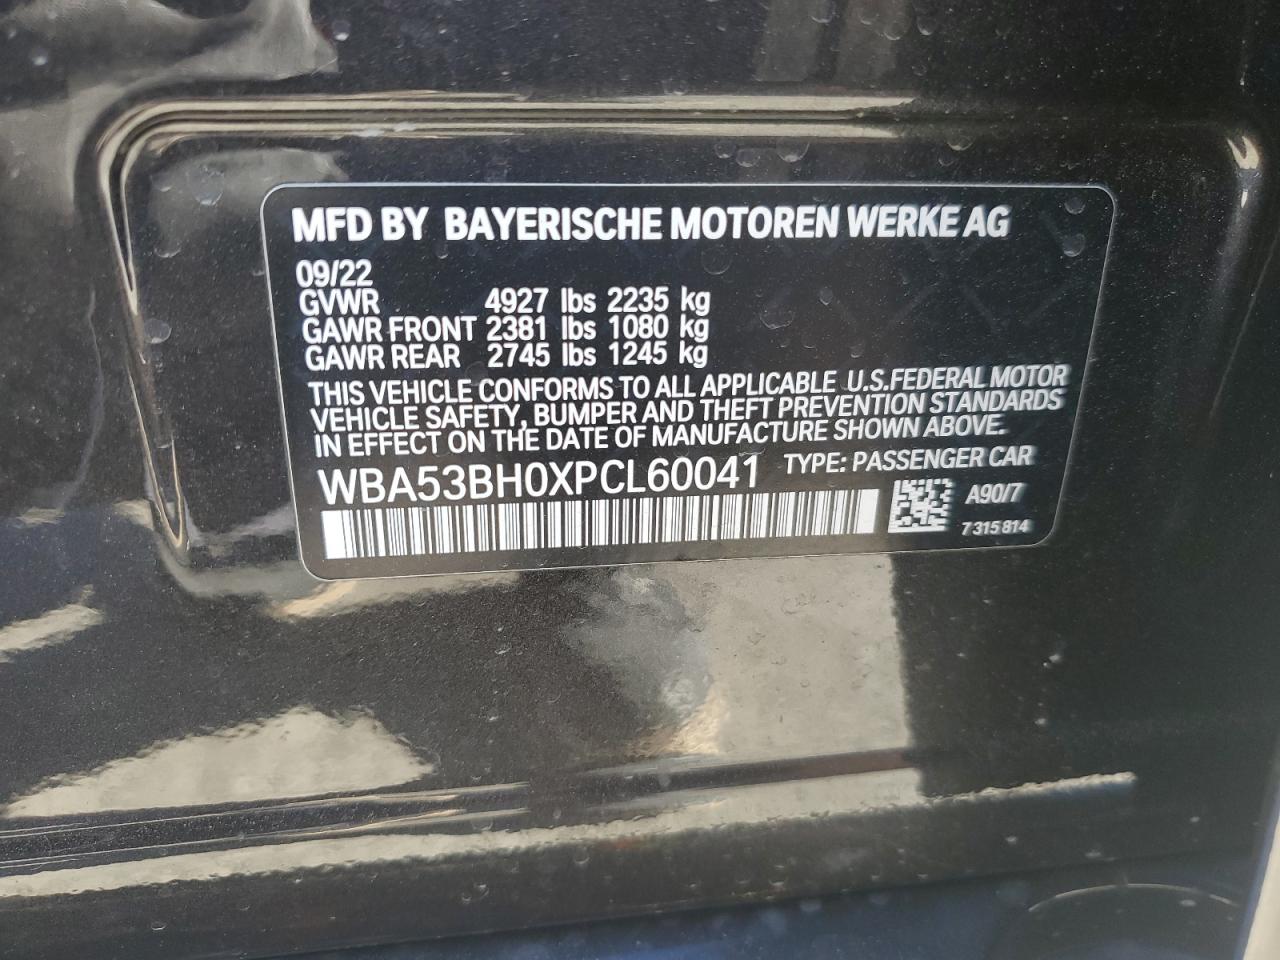 MFD BY BAYERISCHE MOTOREN WERKE AG
09/22
GVWR 4927 lbs 2235 kg
GAWR FRONT 2381 lbs 1080 kg
GAWR REAR 2745 lbs 1245 kg
THIS VEHICLE CONFORMS TO ALL APPLICABLE U.S.FEDERAL MOTOR
VEHICLE SAFETY, BUMPER AND THEFT PREVENTION STANDARDS
IN EFFECT ON THE DATE OF MANUFACTURE SHOWN ABOVE.
WBA53BH0XPCL60041 TYPE: PASSENGER CAR
A90/7
7 315 814